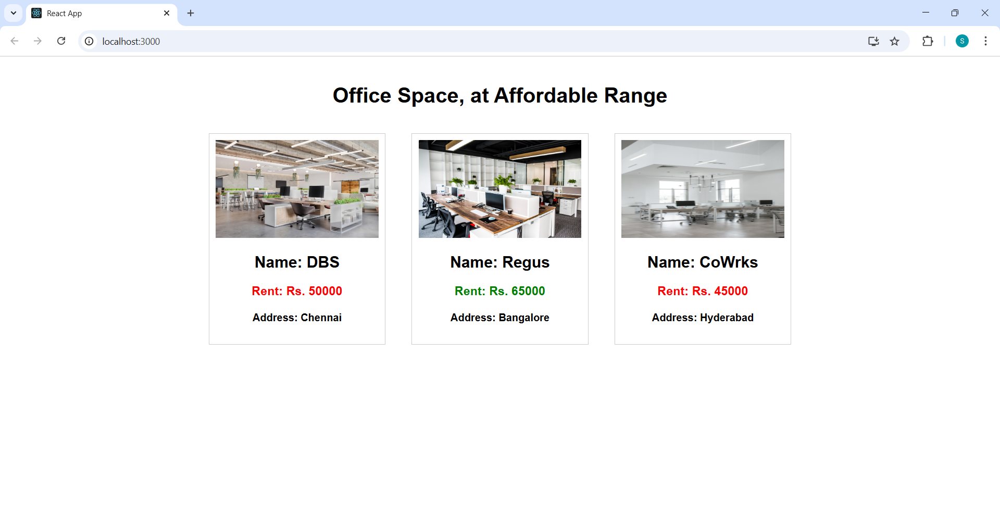 React App
localhost:3000
S
Office Space, at Affordable Range
Name: DBS
Rent: Rs. 50000
Address: Chennai
Name: Regus
Rent: Rs. 65000
Address: Bangalore
Name: CoWrks
Rent: Rs. 45000
Address: Hyderabad